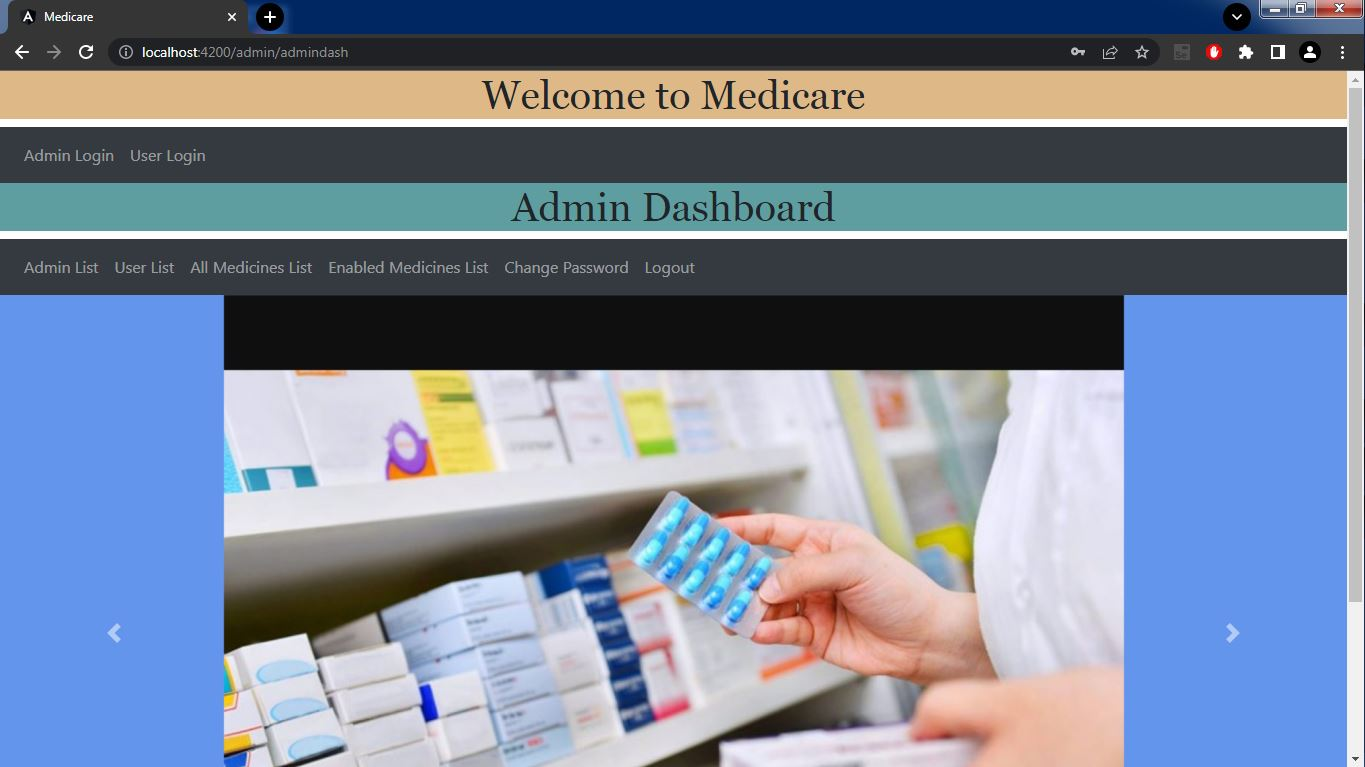 Medicare
localhost:4200/admin/admindash
Welcome to Medicare
Admin Login User Login
Admin Dashboard
Admin List User List All Medicines List Enabled Medicines List Change Password Logout